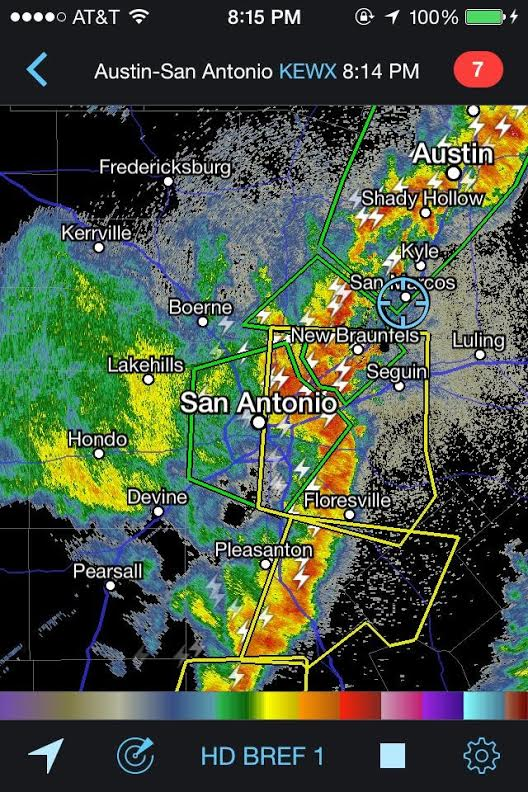 AT&T 8:15 PM 100%
Austin-San Antonio KEWX 8:14 PM 7
Austin
Fredericksburg
Shady Hollow
Kerrville
Kyle
San Marcos
Boerne
New Braunfels
Luling
Lakehills
Seguin
San Antonio
Hondo
Devine
Floresville
Pleasanton
Pearsall
HD BREF 1